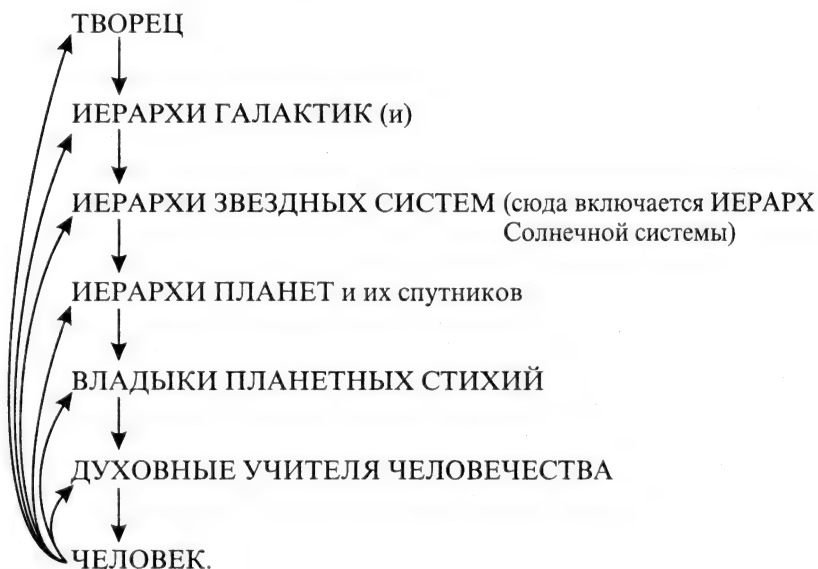 ТВОРЕЦ
ИЕРАРХИ ГАЛАКТИК (и)
ИЕРАРХИ ЗВЕЗДНЫХ СИСТЕМ (сюда включается ИЕРАРХ
Солнечной системы)
ИЕРАРХИ ПЛАНЕТ и их спутников
ВЛАДЫКИ ПЛАНЕТНЫХ СТИХИЙ
ДУХОВНЫЕ УЧИТЕЛЯ ЧЕЛОВЕЧЕСТВА
ЧЕЛОВЕК.